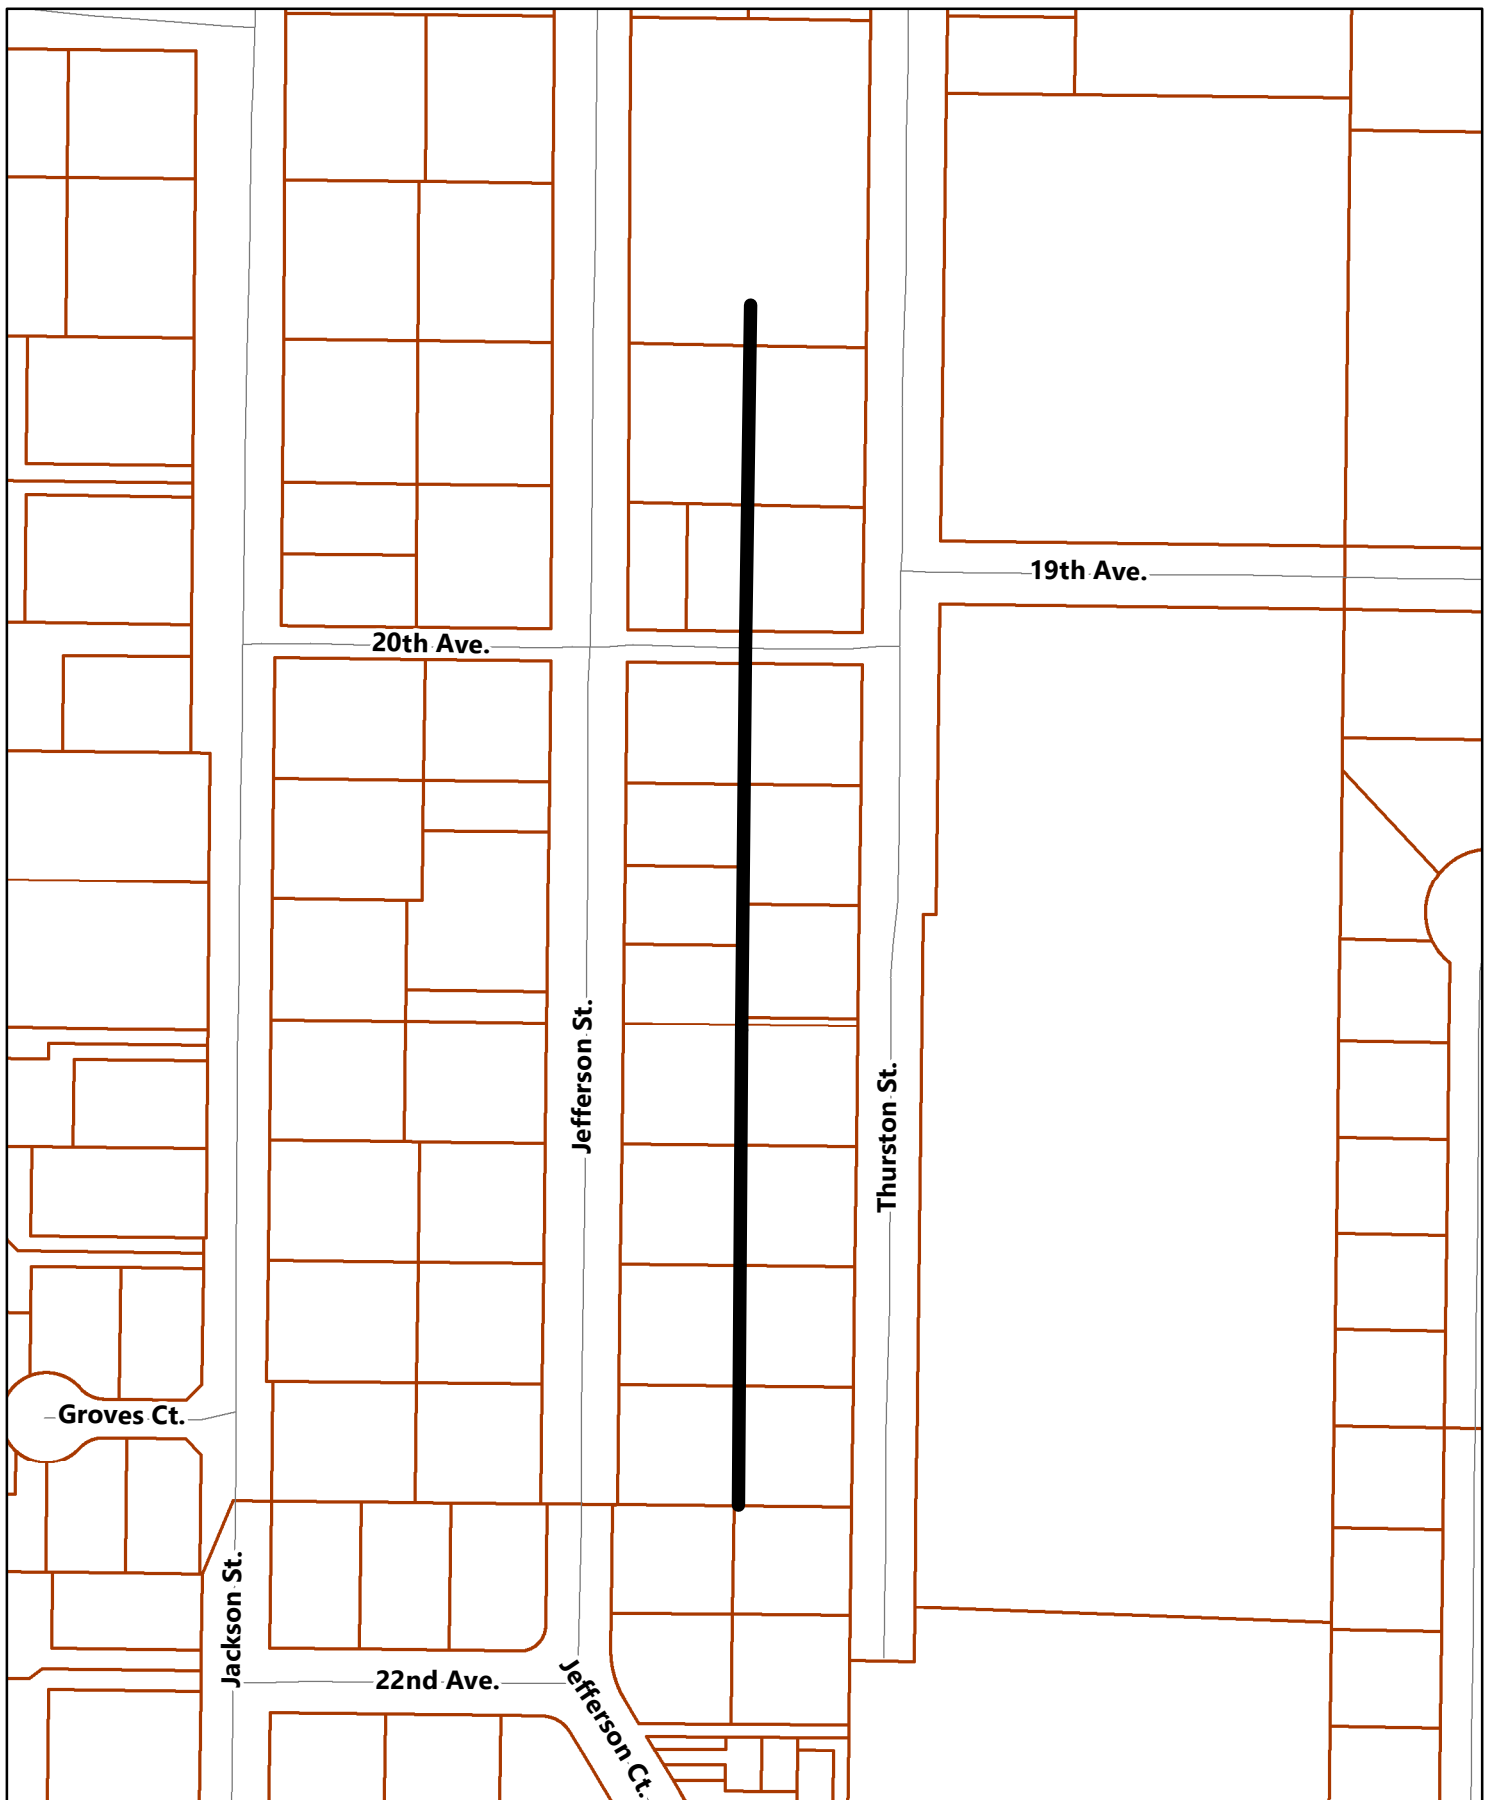 19th Ave.
20th Ave.
Jefferson St.
Thurston St.
Groves Ct.
Jackson St.
22nd Ave.
Jefferson Ct.